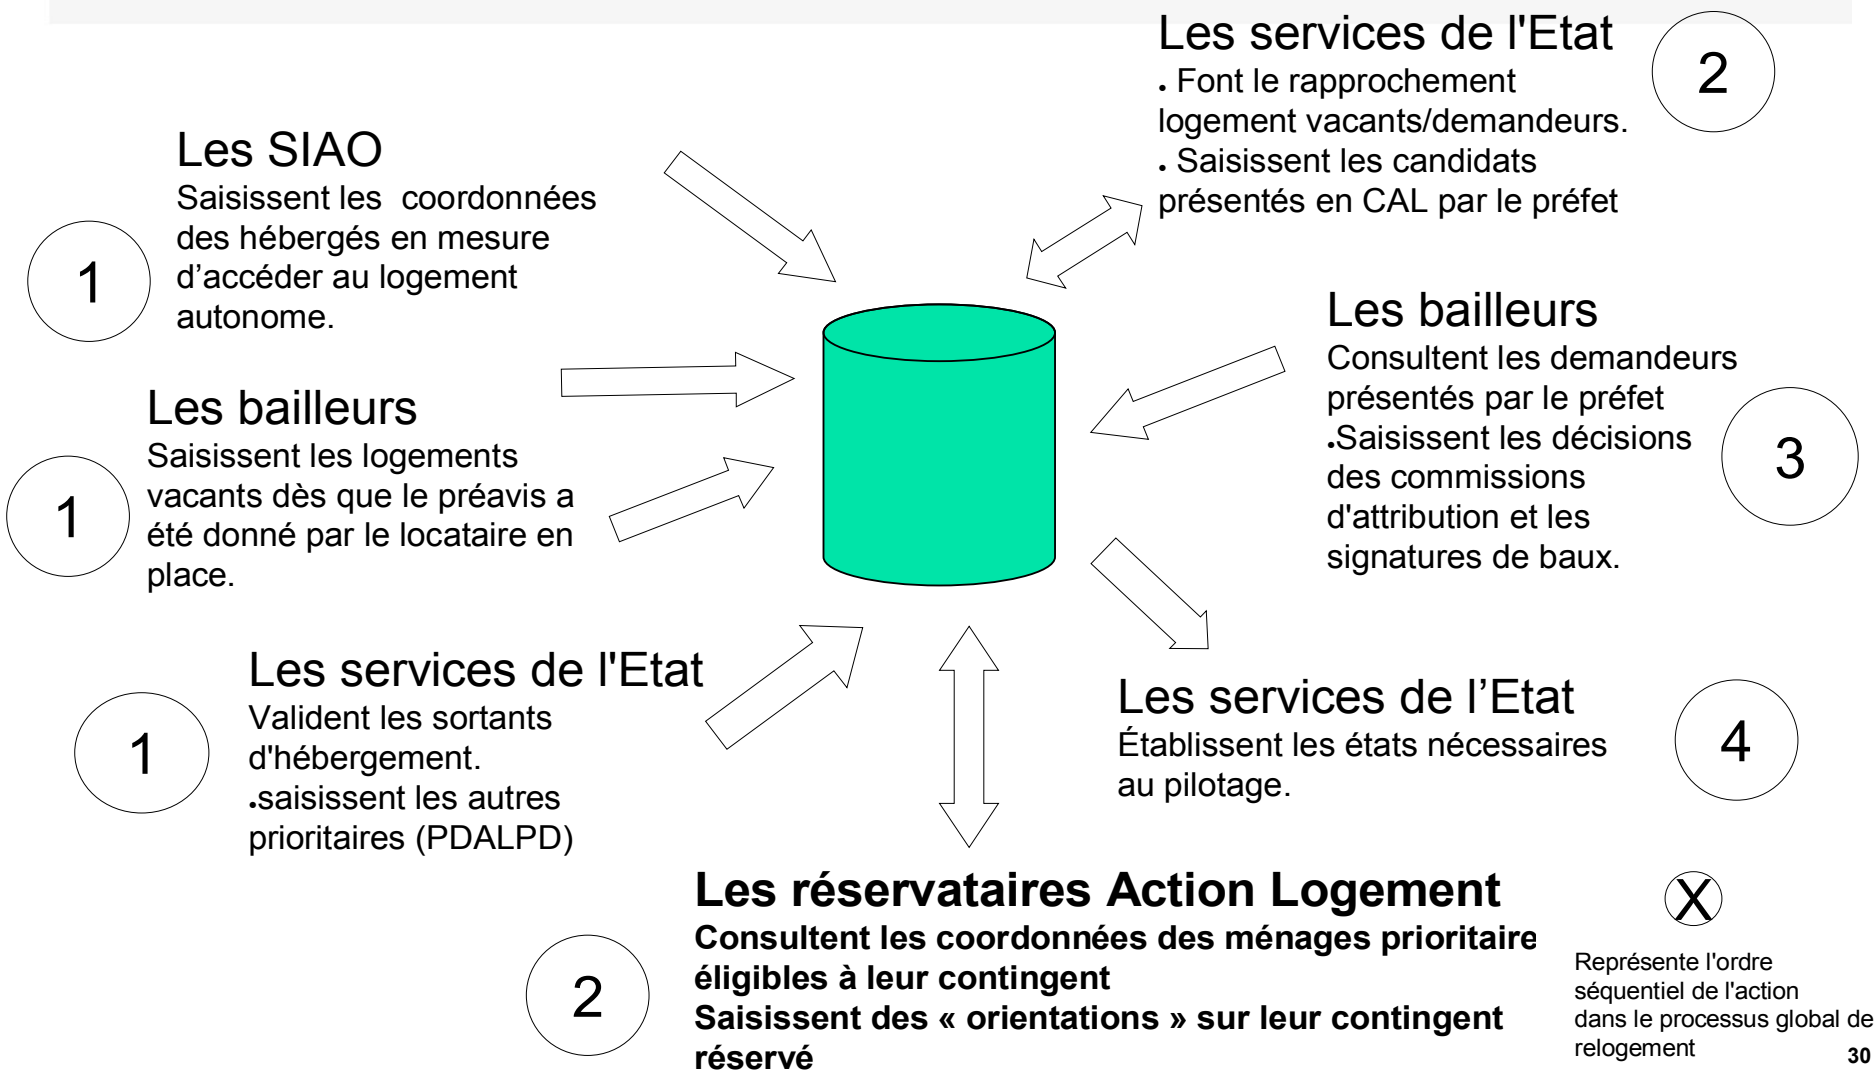 Les SIAO
Saisissent les coordonnées
des hébergés en mesure
d’accéder au logement
autonome.
1
Les bailleurs
Saisissent les logements
vacants dès que le préavis a
été donné par le locataire en
place.
1
Les services de l'Etat
Valident les sortants
d'hébergement.
•saisissent les autres
prioritaires (PDALPD)
1
Les services de l'Etat
• Font le rapprochement
logement vacants/demandeurs.
• Saisissent les candidats
présentés en CAL par le préfet
2
Les bailleurs
Consultent les demandeurs
présentés par le préfet
•Saisissent les décisions
des commissions
d'attribution et les
signatures de baux.
3
Les services de l’Etat
Établissent les états nécessaires
au pilotage.
4
Les réservataires Action Logement
Consultent les coordonnées des ménages prioritaire
éligibles à leur contingent
Saisissent des « orientations » sur leur contingent
réservé
2
X
Représente l'ordre
séquentiel de l'action
dans le processus global de
relogement
30